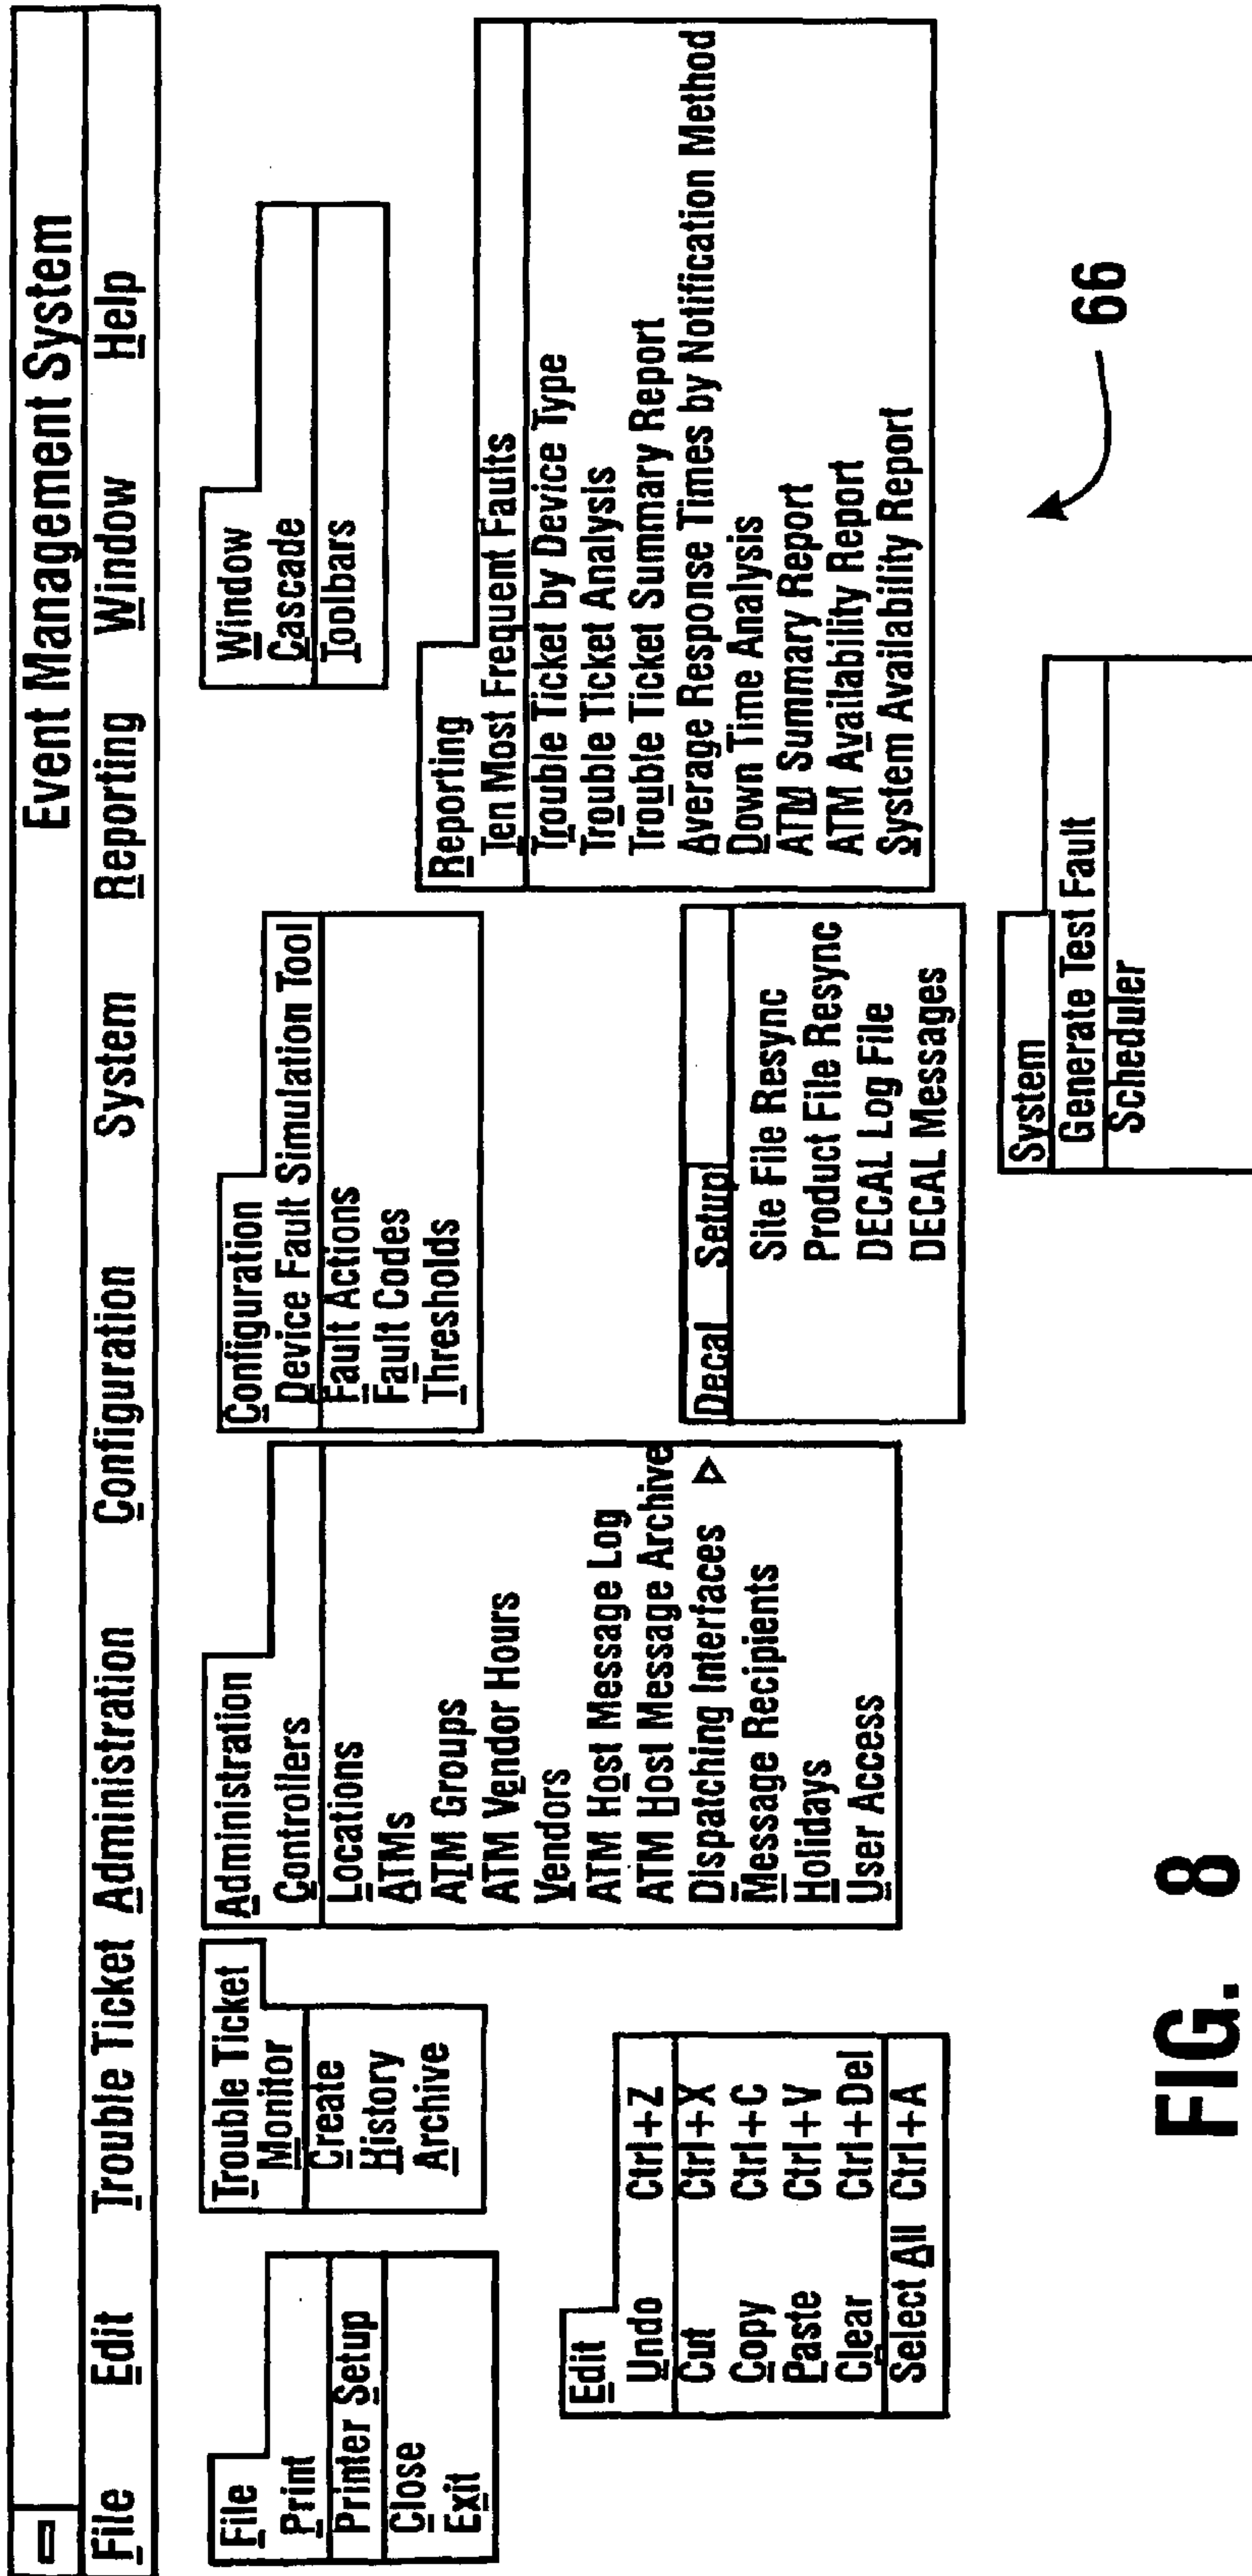 Event Management System
File Edit Trouble Ticket Administration Configuration System Reporting Window Help
File
Print
Printer Setup
Close
Exit
Trouble Ticket
Monitor
Create
History
Archive
Administration
Controllers
Locations
ATMs
ATM Groups
ATM Vendor Hours
Vendors
ATM Host Message Log
ATM Host Message Archive
Dispatching Interfaces ▷
Message Recipients
Holidays
User Access
Configuration
Device Fault Simulation Tool
Fault Actions
Fault Codes
Thresholds
Window
Cascade
Toolbars
Reporting
Ten Most Frequent Faults
Trouble Ticket by Device Type
Trouble Ticket Analysis
Trouble Ticket Summary Report
Average Response Times by Notification Method
Down Time Analysis
ATM Summary Report
ATM Availability Report
System Availability Report
Edit
Undo Ctrl+Z
Cut Ctrl+X
Copy Ctrl+C
Paste Ctrl+V
Clear Ctrl+Del
Select All Ctrl+A
Decal Setup
Site File Resync
Product File Resync
DECAL Log File
DECAL Messages
System
Generate Test Fault
Scheduler
66
FIG. 8